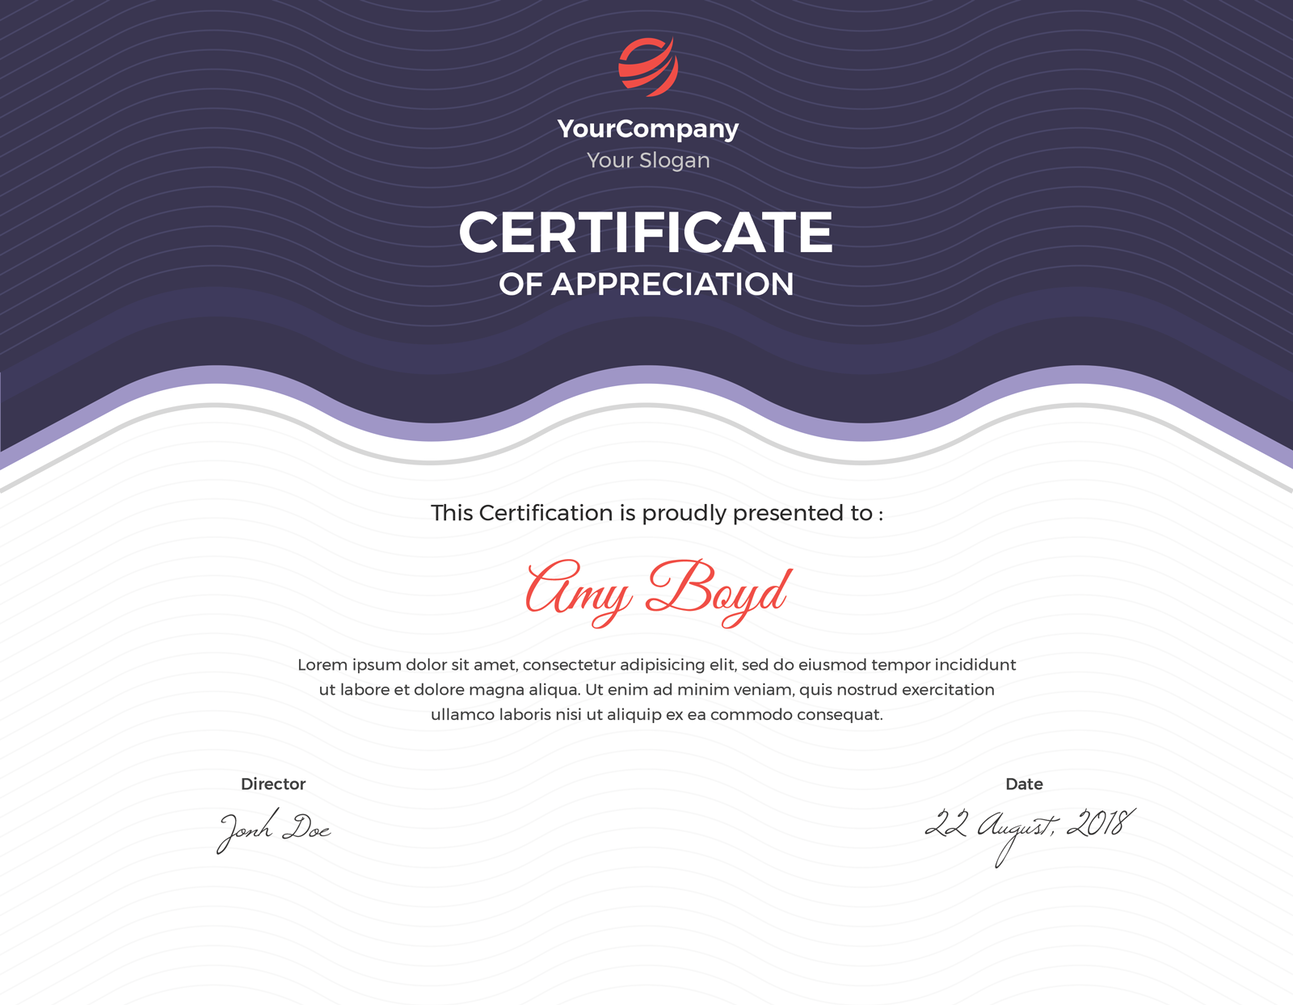 YourCompany
Your Slogan
CERTIFICATE
OF APPRECIATION
This Certification is proudly presented to :
Amy Boyd
Lorem ipsum dolor sit amet, consectetur adipisicing elit, sed do eiusmod tempor incididunt
ut labore et dolore magna aliqua. Ut enim ad minim veniam, quis nostrud exercitation
ullamco laboris nisi ut aliquip ex ea commodo consequat.
Director
Jonh Doe
Date
22 August, 2018